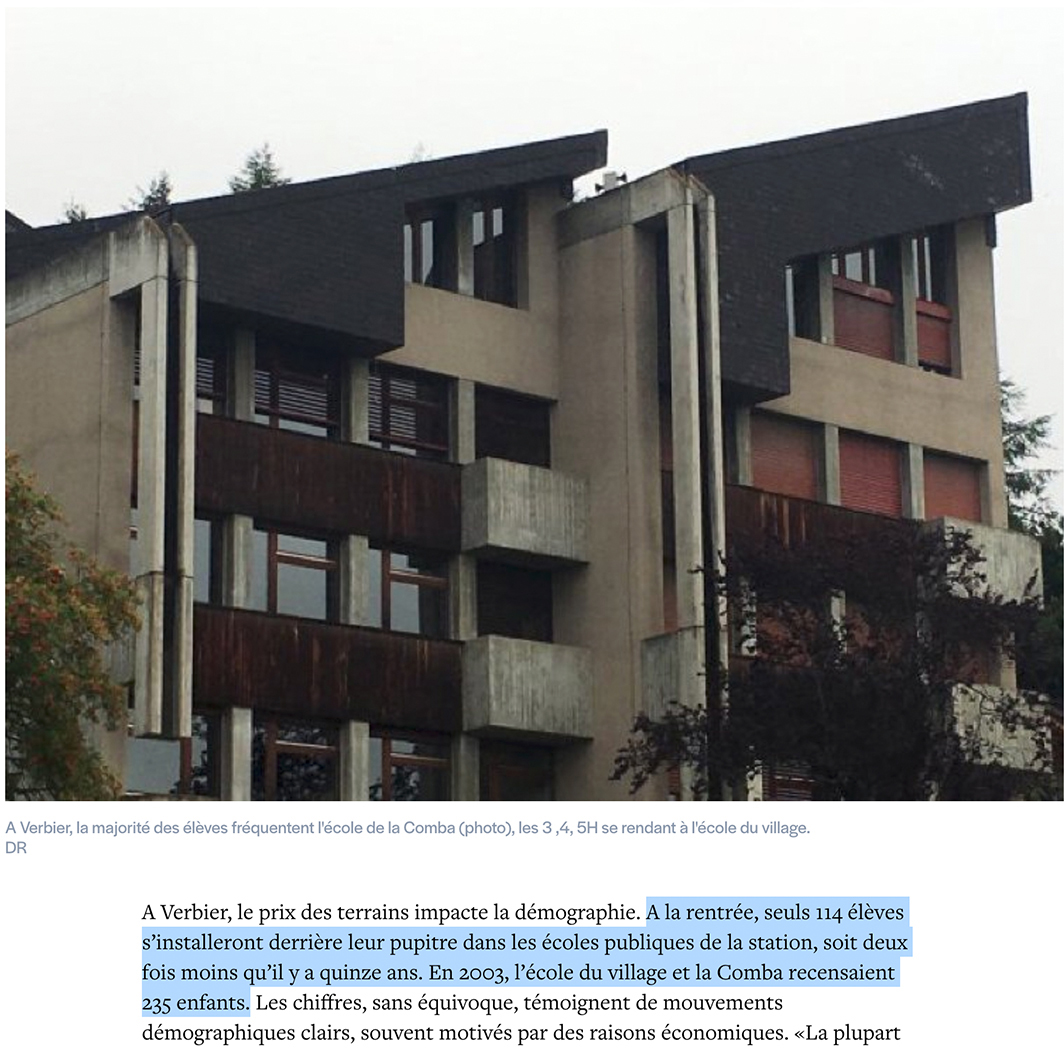 A Verbier, la majorité des élèves fréquentent l'école de la Comba (photo), les 3 ,4, 5H se rendant à l'école du village.
DR
A Verbier, le prix des terrains impacte la démographie. A la rentrée, seuls 114 élèves
s’installeront derrière leur pupitre dans les écoles publiques de la station, soit deux
fois moins qu’il y a quinze ans. En 2003, l’école du village et la Comba recensaient
235 enfants. Les chiffres, sans équivoque, témoignent de mouvements
démographiques clairs, souvent motivés par des raisons économiques. «La plupart